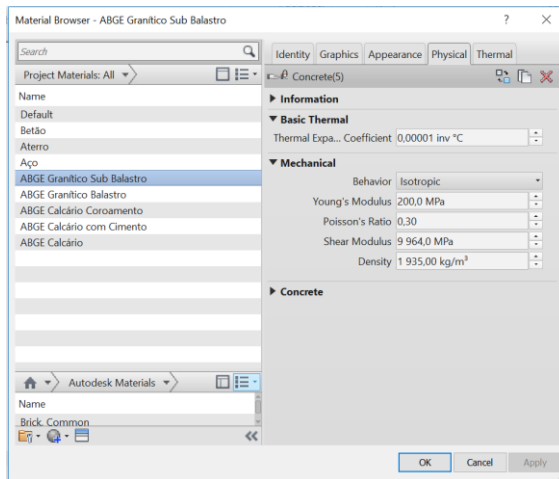 Material Browser - ABGE Granítico Sub Balastro
?
Search
Project Materials: All
Name
Default
Betão
Aterro
Aço
ABGE Granítico Sub Balastro
ABGE Granítico Balastro
ABGE Calcário Coroamento
ABGE Calcário com Cimento
ABGE Calcário
Autodesk Materials
Name
Brick, Common
Identity Graphics Appearance Physical Thermal
Concrete(5)
Information
Basic Thermal
Thermal Expa... Coefficient 0,00001 inv °C
Mechanical
Behavior Isotropic
Young's Modulus 200,0 MPa
Poisson's Ratio 0,30
Shear Modulus 9 964,0 MPa
Density 1 935,00 kg/m³
Concrete
OK Cancel Apply